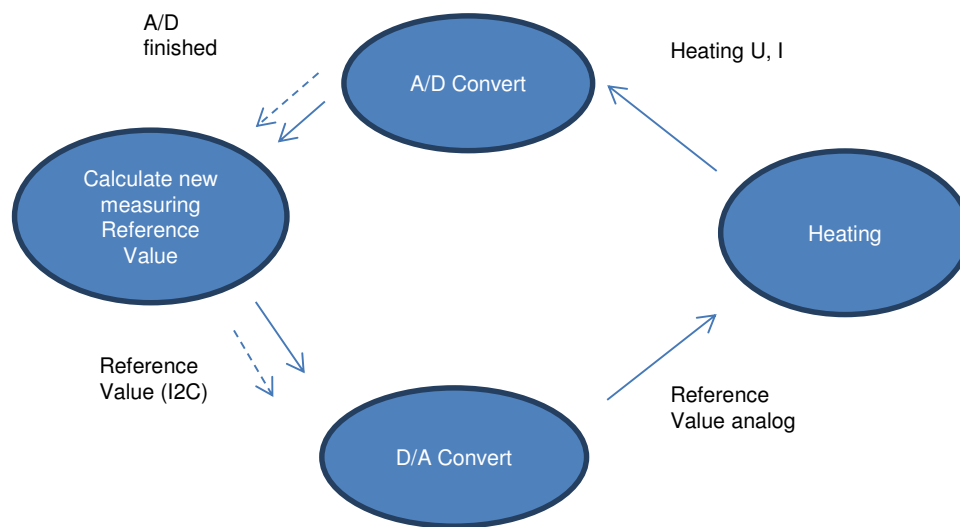 A/D
finished
A/D Convert
Heating U, I
Calculate new
measuring
Reference
Value
Heating
Reference
Value (I2C)
Reference
Value analog
D/A Convert